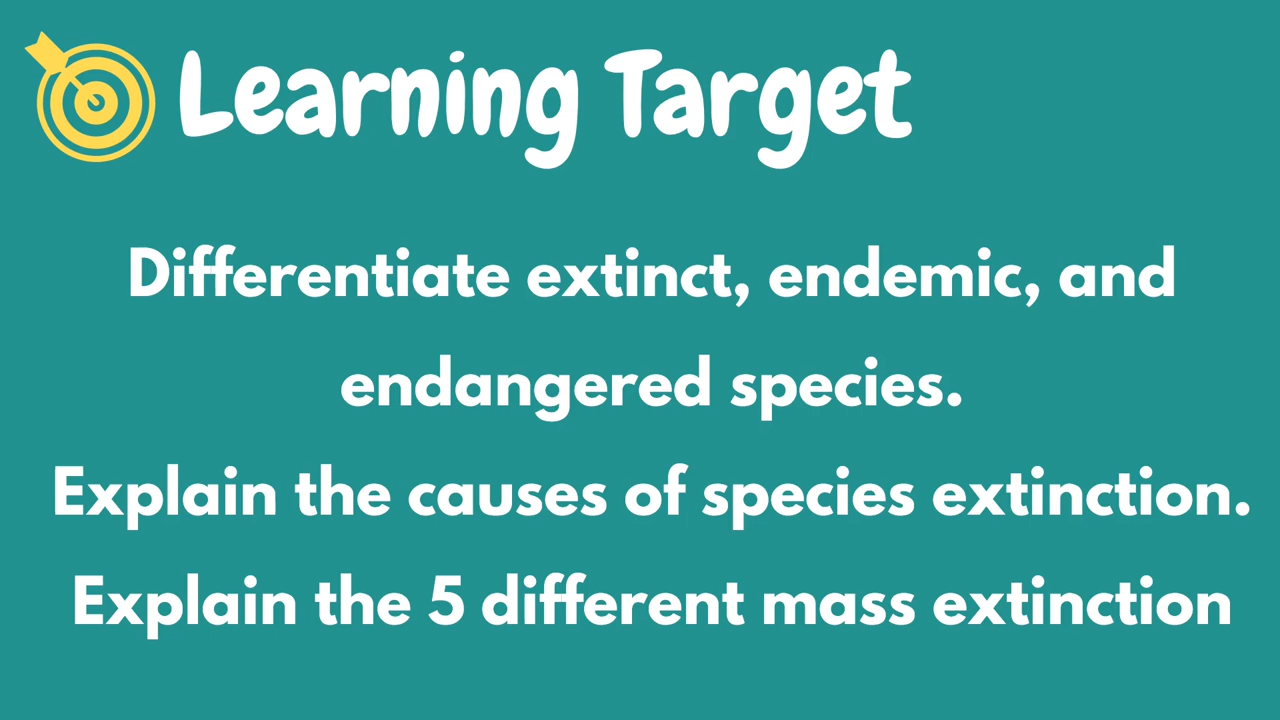 Learning Target
Differentiate extinct, endemic, and
endangered species.
Explain the causes of species extinction.
Explain the 5 different mass extinction